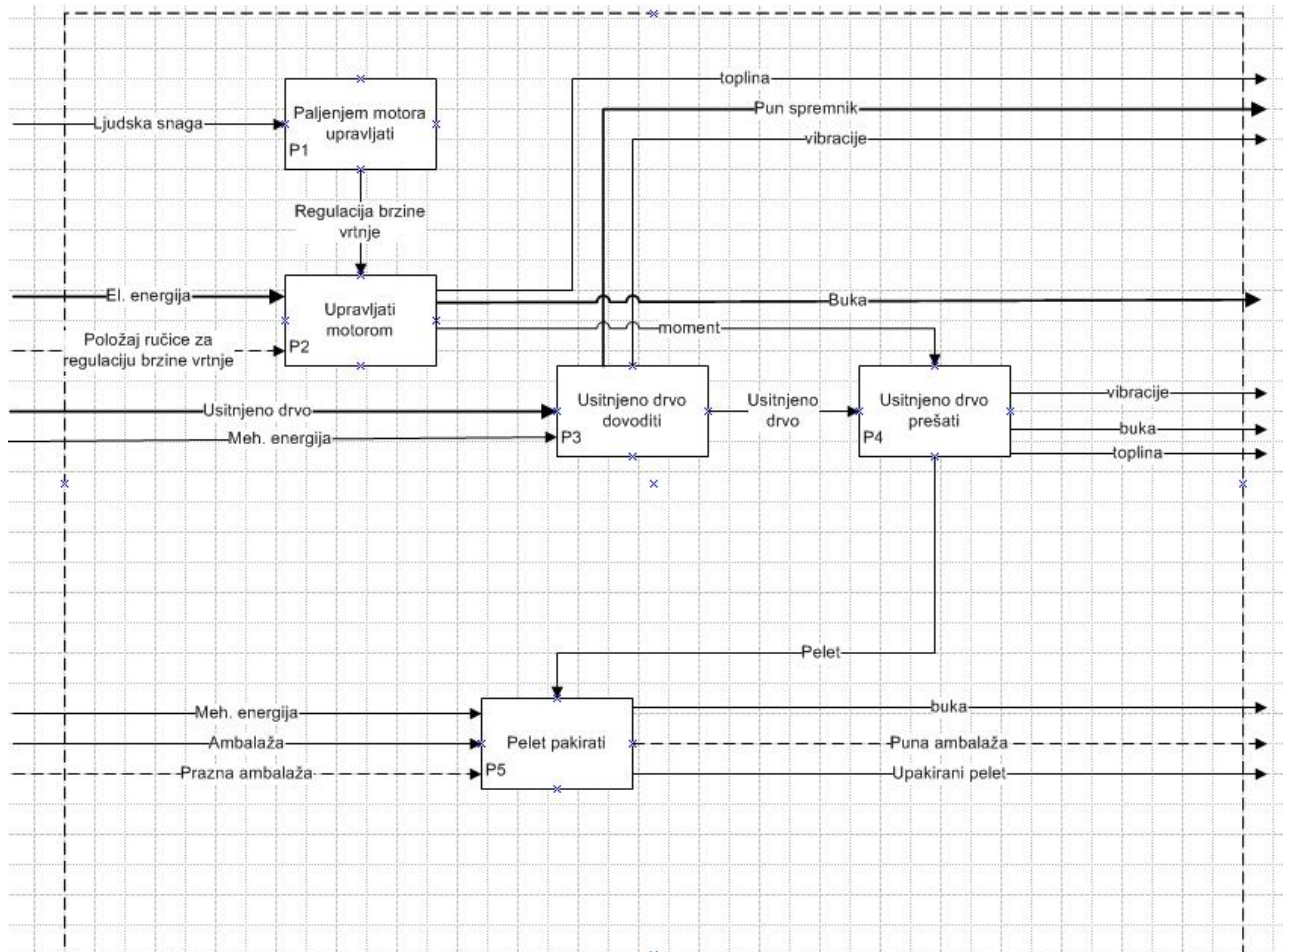 toplina
Pun spremnik
Ljudska snaga
Paljenjem motora
upravljati
P1
vibracije
Regulacija brzine
vrtnje
El. energija
Upravljati
motorom
P2
Buka
moment
Položaj ručice za
regulaciju brzine vrtnje
Usitnjeno drvo
Meh. energija
Usitnjeno drvo
dovoditi
P3
Usitnjeno
drvo
Usitnjeno drvo
prešati
P4
vibracije
buka
toplina
Pelet
Meh. energija
Ambalaža
Prazna ambalaža
Pelet pakirati
P5
buka
Puna ambalaža
Upakirani pelet